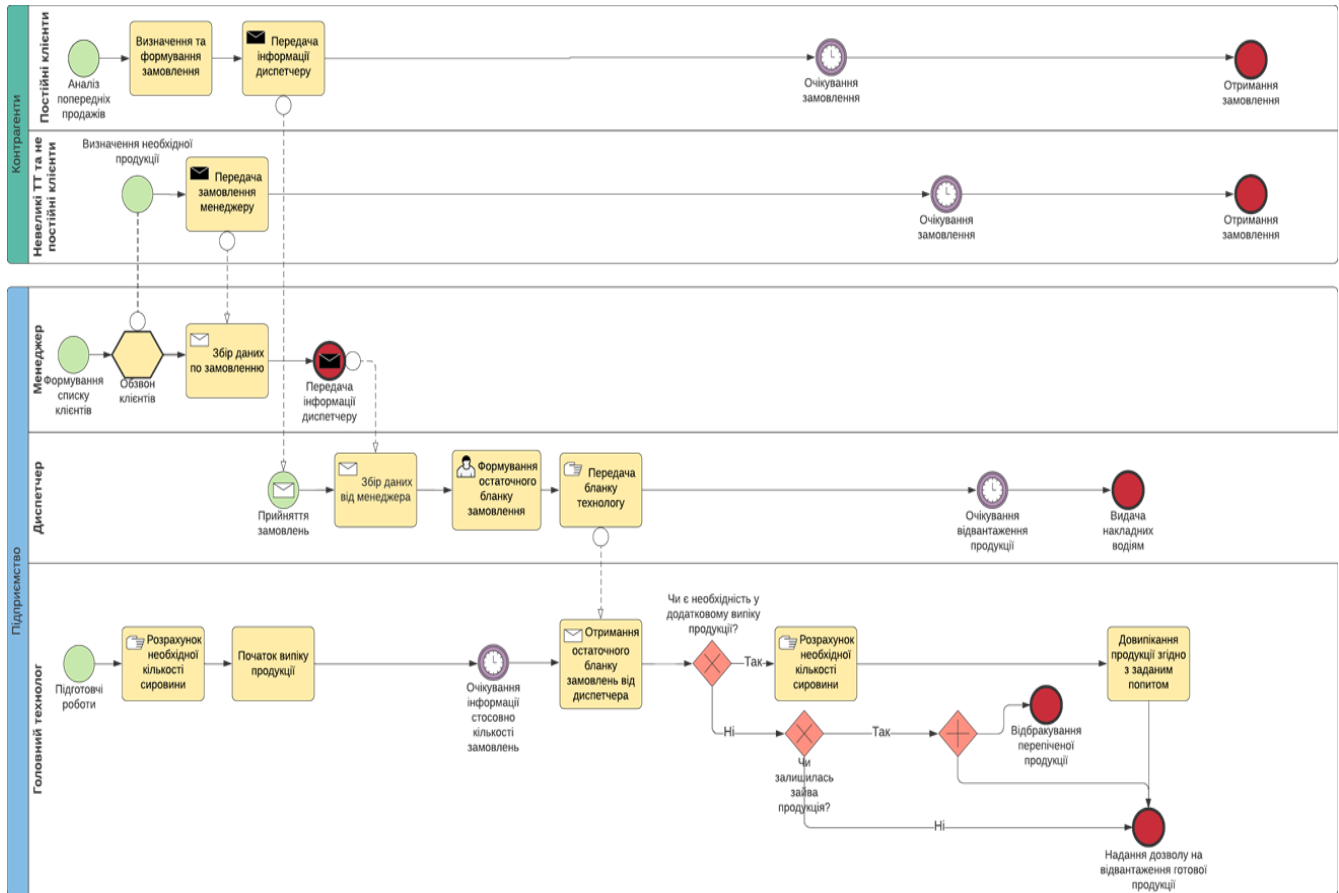 Контрагенти
Постійні клієнти
Аналіз
попередніх
продажів
Визначення та
формування
замовлення
Передача
інформації
диспетчеру
Очікування
замовлення
Отримання
замовлення
Невеликі ТТ та не
постійні клієнти
Визначення необхідної
продукції
Передача
замовлення
менеджеру
Очікування
замовлення
Отримання
замовлення
Підприємство
Менеджер
Формування
списку
клієнтів
Обзвон
клієнтів
Збір даних
по замовленню
Передача
інформації
диспетчеру
Диспетчер
Прийняття
замовлень
Збір даних
від менеджера
Формування
остаточного
бланку
замовлення
Передача
бланку
технологу
Очікування
відвантаження
продукції
Видача
накладних
водіям
Головний технолог
Підготовчі
роботи
Розрахунок
необхідної
кількості
сировини
Початок випіку
продукції
Очікування
інформації
стосовно
кількості
замовлень
Отримання
остаточного
бланку
замовлень від
диспетчера
Чи є необхідність у
додатковому випіку
продукції?
Так
Розрахунок
необхідної
кількості
сировини
Довипікання
продукції згідно
з заданим
попитом
Ні
Чи
залишилась
зайва
продукція?
Так
Відбракування
перепіченої
продукції
Ні
Надання дозволу на
відвантаження готової
продукції